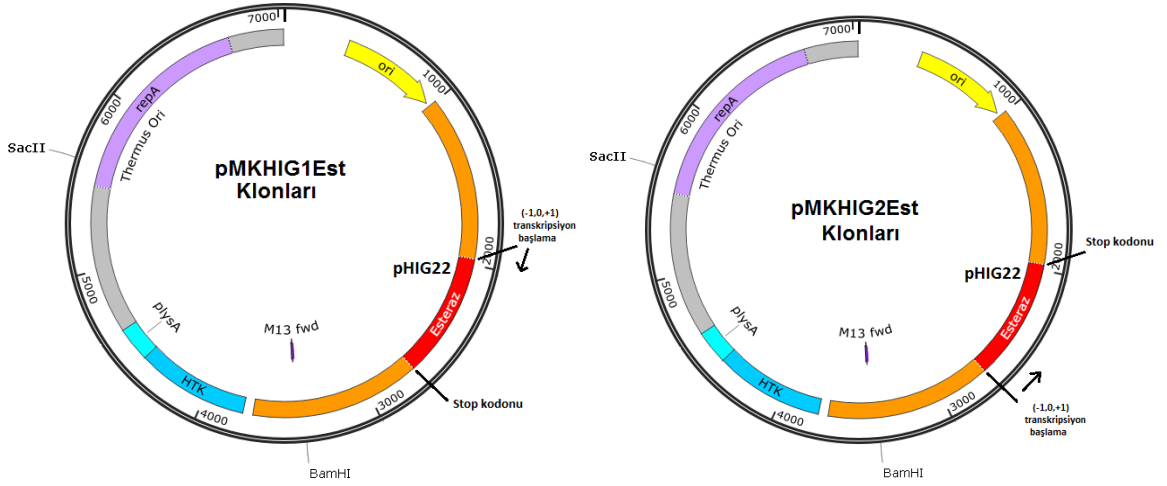 7000
ori
1000
repA
6000
Thermus Ori
SacII
pMKHIG1Est
Klonları
(-1,0,+1)
transkripsiyon
başlama
2000
pHIG22
Esteraz
5000
plysA
M13 fwd
HTK
Stop kodonu
3000
4000
BamHI
7000
ori
1000
repA
6000
Thermus Ori
SacII
pMKHIG2Est
Klonları
Stop kodonu
2000
pHIG22
Esteraz
5000
plysA
M13 fwd
HTK
3000
(-1,0,+1)
transkripsiyon
başlama
4000
BamHI